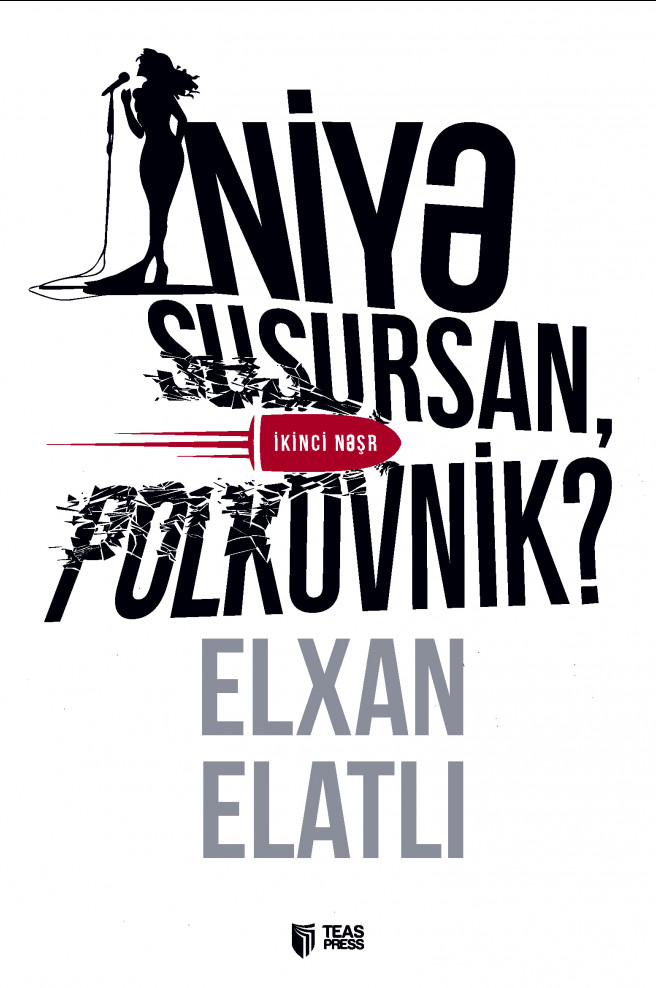 NİYƏ
SUSURSAN,
İKİNCİ NƏŞR
POLKOVNİK?
ELXAN
ELATLI
TEAS
PRESS